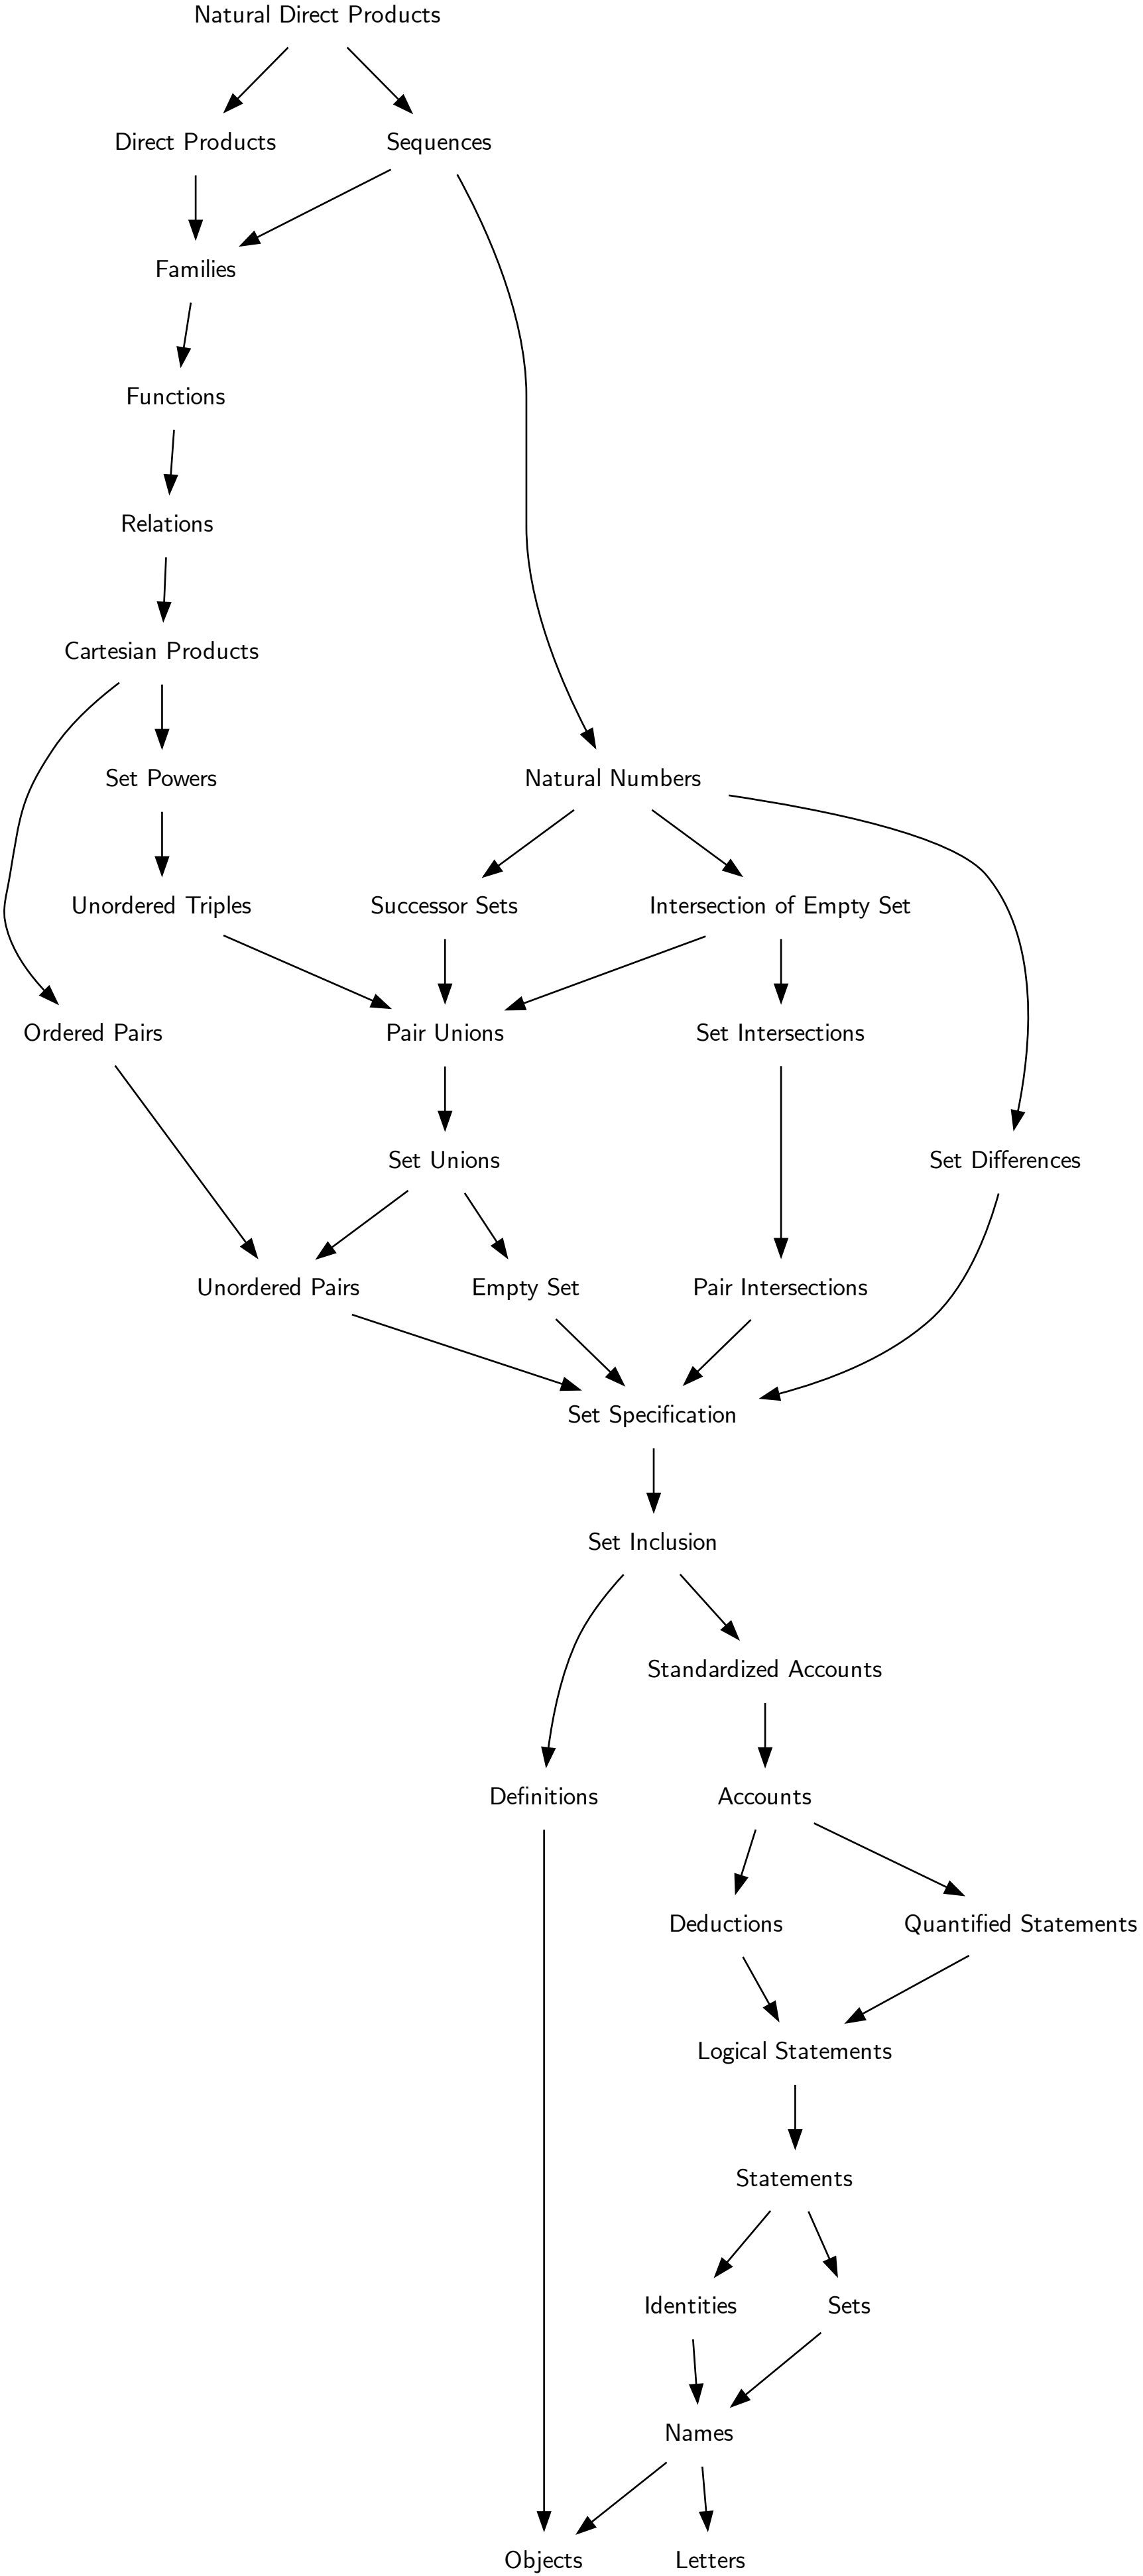 Natural Direct Products
Direct Products
Sequences
Families
Functions
Relations
Cartesian Products
Set Powers
Natural Numbers
Unordered Triples
Successor Sets
Intersection of Empty Set
Ordered Pairs
Pair Unions
Set Intersections
Set Unions
Set Differences
Unordered Pairs
Empty Set
Pair Intersections
Set Specification
Set Inclusion
Standardized Accounts
Definitions
Accounts
Deductions
Quantified Statements
Logical Statements
Statements
Identities
Sets
Names
Objects
Letters